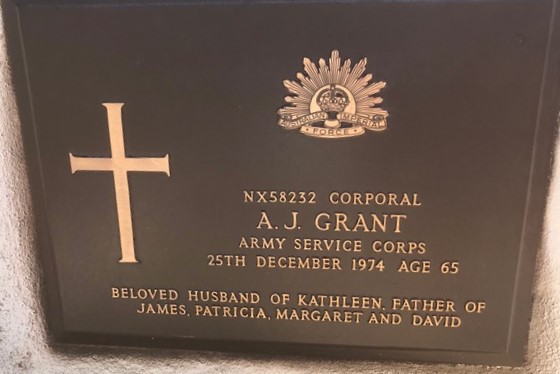 AUSTRALIAN IMPERIAL
FORCE
NX58232 CORPORAL
A. J. GRANT
ARMY SERVICE CORPS
25TH DECEMBER 1974 AGE 65
BELOVED HUSBAND OF KATHLEEN. FATHER OF
JAMES, PATRICIA, MARGARET AND DAVID